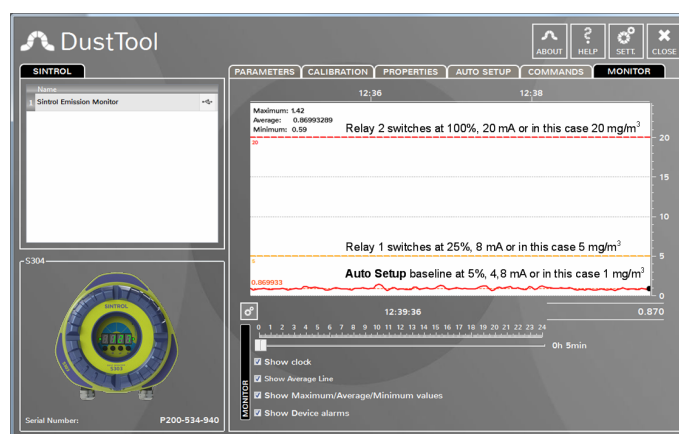 DustTool
ABOUT
HELP
SETT.
CLOSE
SINTROL
PARAMETERS CALIBRATION PROPERTIES AUTO SETUP COMMANDS MONITOR
Name
1 Sintrol Emission Monitor
12:36 12:38
Maximum: 1.42
Average: 0.86993289
Minimum: 0.59
Relay 2 switches at 100%, 20 mA or in this case 20 mg/m³
20
20
15
10
Relay 1 switches at 25%, 8 mA or in this case 5 mg/m³
5
5
Auto Setup baseline at 5%, 4,8 mA or in this case 1 mg/m³
0.869933
0
12:39:36 0.870
0 1 2 3 4 5 6 7 8 9 10 11 12 13 14 15 16 17 18 19 20 21 22 23 24
0h 5min
MONITOR
Show clock
Show Average Line
Show Maximum/Average/Minimum values
Show Device alarms
S304
SINTROL
S301
Serial Number: P200-534-940